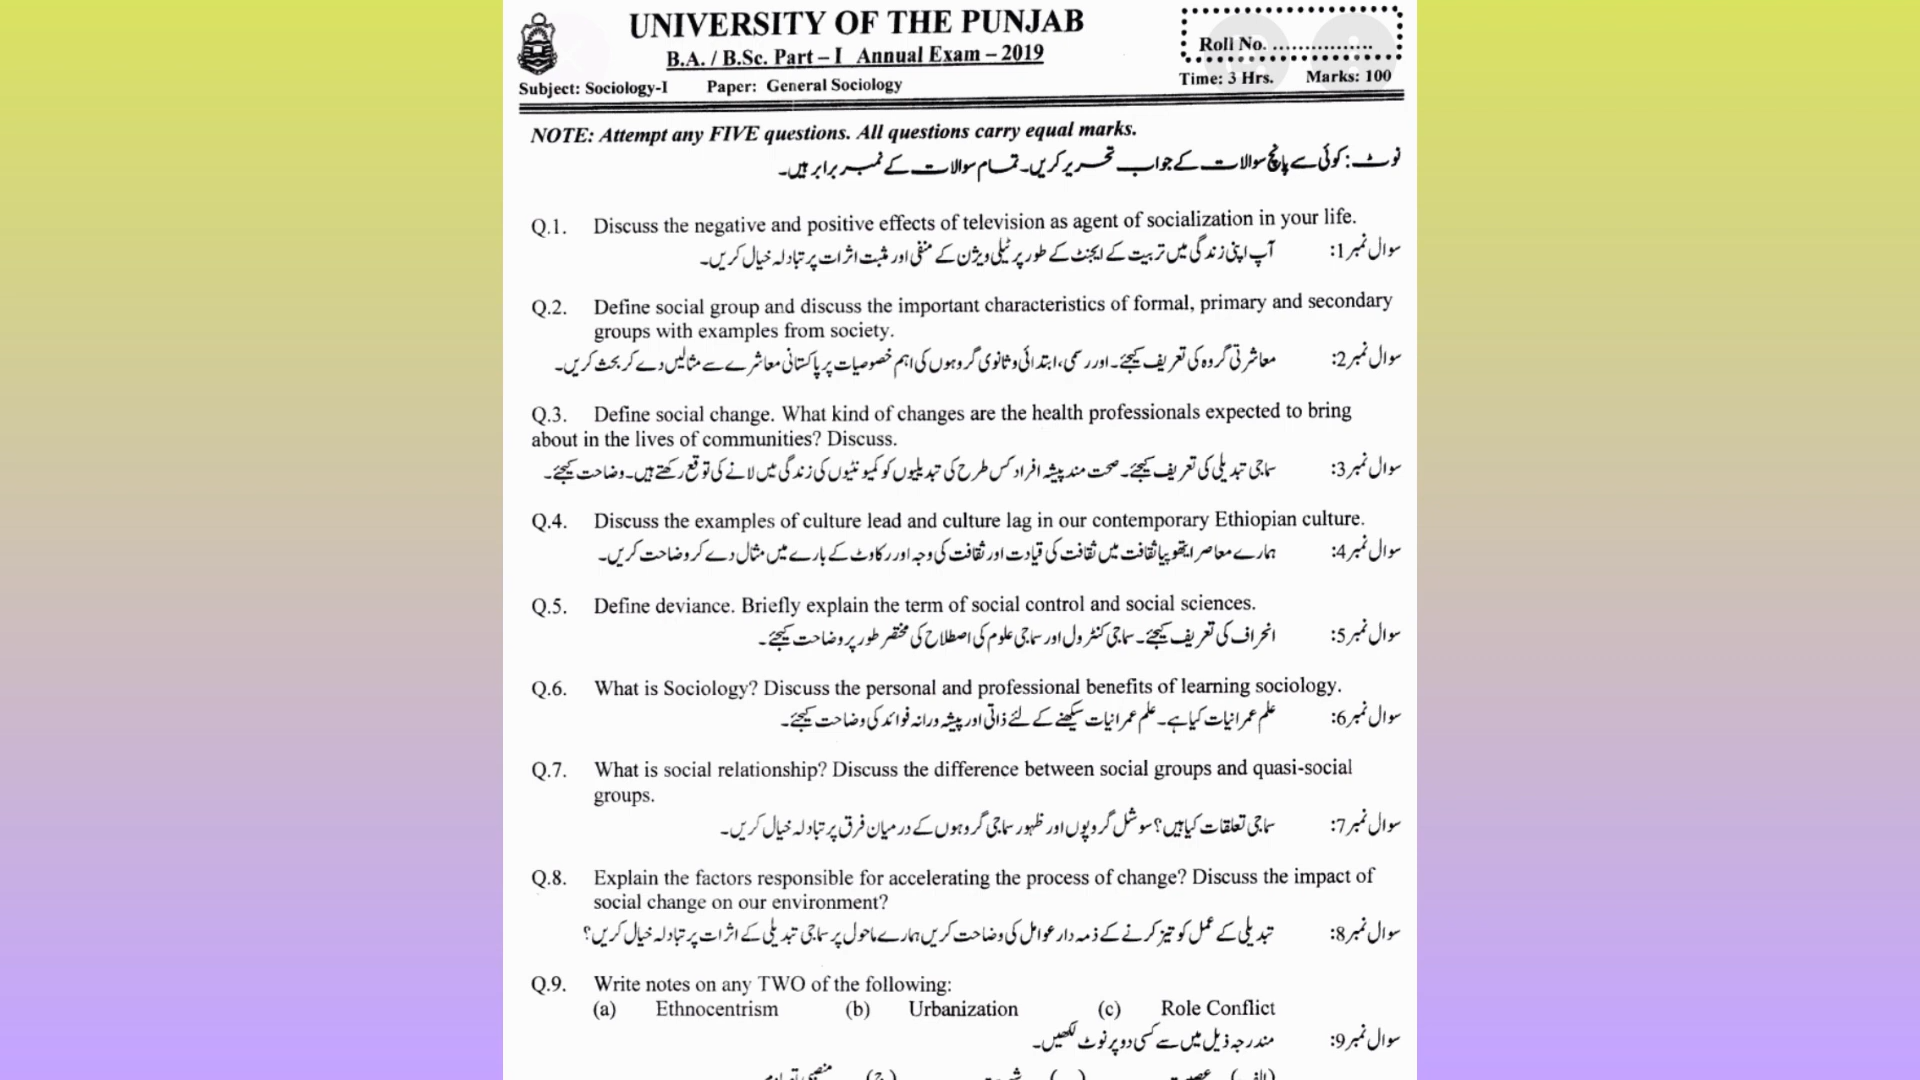 UNIVERSITY OF THE PUNJAB
B.A. / B.Sc. Part – I Annual Exam – 2019
Subject: Sociology-I Paper: General Sociology
Roll No. ................
Time: 3 Hrs. Marks: 100
NOTE: Attempt any FIVE questions. All questions carry equal marks.
نوٹ: کوئی سے پانچ سوالات کے جواب تحریر کریں۔ تمام سوالات کے نمبر برابر ہیں۔
Q.1. Discuss the negative and positive effects of television as agent of socialization in your life.
سوال نمبر1: آپ اپنی زندگی میں تربیت کے ایجنٹ کے طور پر ٹیلی ویژن کے منفی اور مثبت اثرات پر تبادلہ خیال کریں۔
Q.2. Define social group and discuss the important characteristics of formal, primary and secondary
groups with examples from society.
سوال نمبر2: معاشرتی گروہ کی تعریف کیجئے۔ اور رسمی، ابتدائی و ثانوی گروہوں کی اہم خصوصیات پر پاکستانی معاشرے سے مثالیں دے کر بحث کریں۔
Q.3. Define social change. What kind of changes are the health professionals expected to bring
about in the lives of communities? Discuss.
سوال نمبر3: سماجی تبدیلی کی تعریف کیجئے۔ صحت مند پیشہ افراد کس طرح کی تبدیلیوں کو کمیونٹیوں کی زندگی میں لانے کی توقع رکھتے ہیں۔ وضاحت کیجئے۔
Q.4. Discuss the examples of culture lead and culture lag in our contemporary Ethiopian culture.
سوال نمبر4: ہمارے معاصر ایتھوپیا ثقافت میں ثقافت کی قیادت اور ثقافت کی وجہ اور رکاوٹ کے بارے میں مثال دے کر وضاحت کریں۔
Q.5. Define deviance. Briefly explain the term of social control and social sciences.
سوال نمبر5: انحراف کی تعریف کیجئے۔ سماجی کنٹرول اور سماجی علوم کی اصطلاح کی مختصر طور پر وضاحت کیجئے۔
Q.6. What is Sociology? Discuss the personal and professional benefits of learning sociology.
سوال نمبر6: علم عمرانیات کیا ہے۔ علم عمرانیات سیکھنے کے لئے ذاتی اور پیشہ ورانہ فوائد کی وضاحت کیجئے۔
Q.7. What is social relationship? Discuss the difference between social groups and quasi-social
groups.
سوال نمبر7: سماجی تعلقات کیا ہیں؟ سوشل گروپوں اور ظہور سماجی گروہوں کے درمیان فرق پر تبادلہ خیال کریں۔
Q.8. Explain the factors responsible for accelerating the process of change? Discuss the impact of
social change on our environment?
سوال نمبر8: تبدیلی کے عمل کو تیز کرنے کے ذمہ دار عوامل کی وضاحت کریں ہمارے ماحول پر سماجی تبدیلی کے اثرات پر تبادلہ خیال کریں؟
Q.9. Write notes on any TWO of the following:
(a) Ethnocentrism (b) Urbanization (c) Role Conflict
سوال نمبر9: مندرجہ ذیل میں سے کسی دو پر نوٹ لکھیں۔